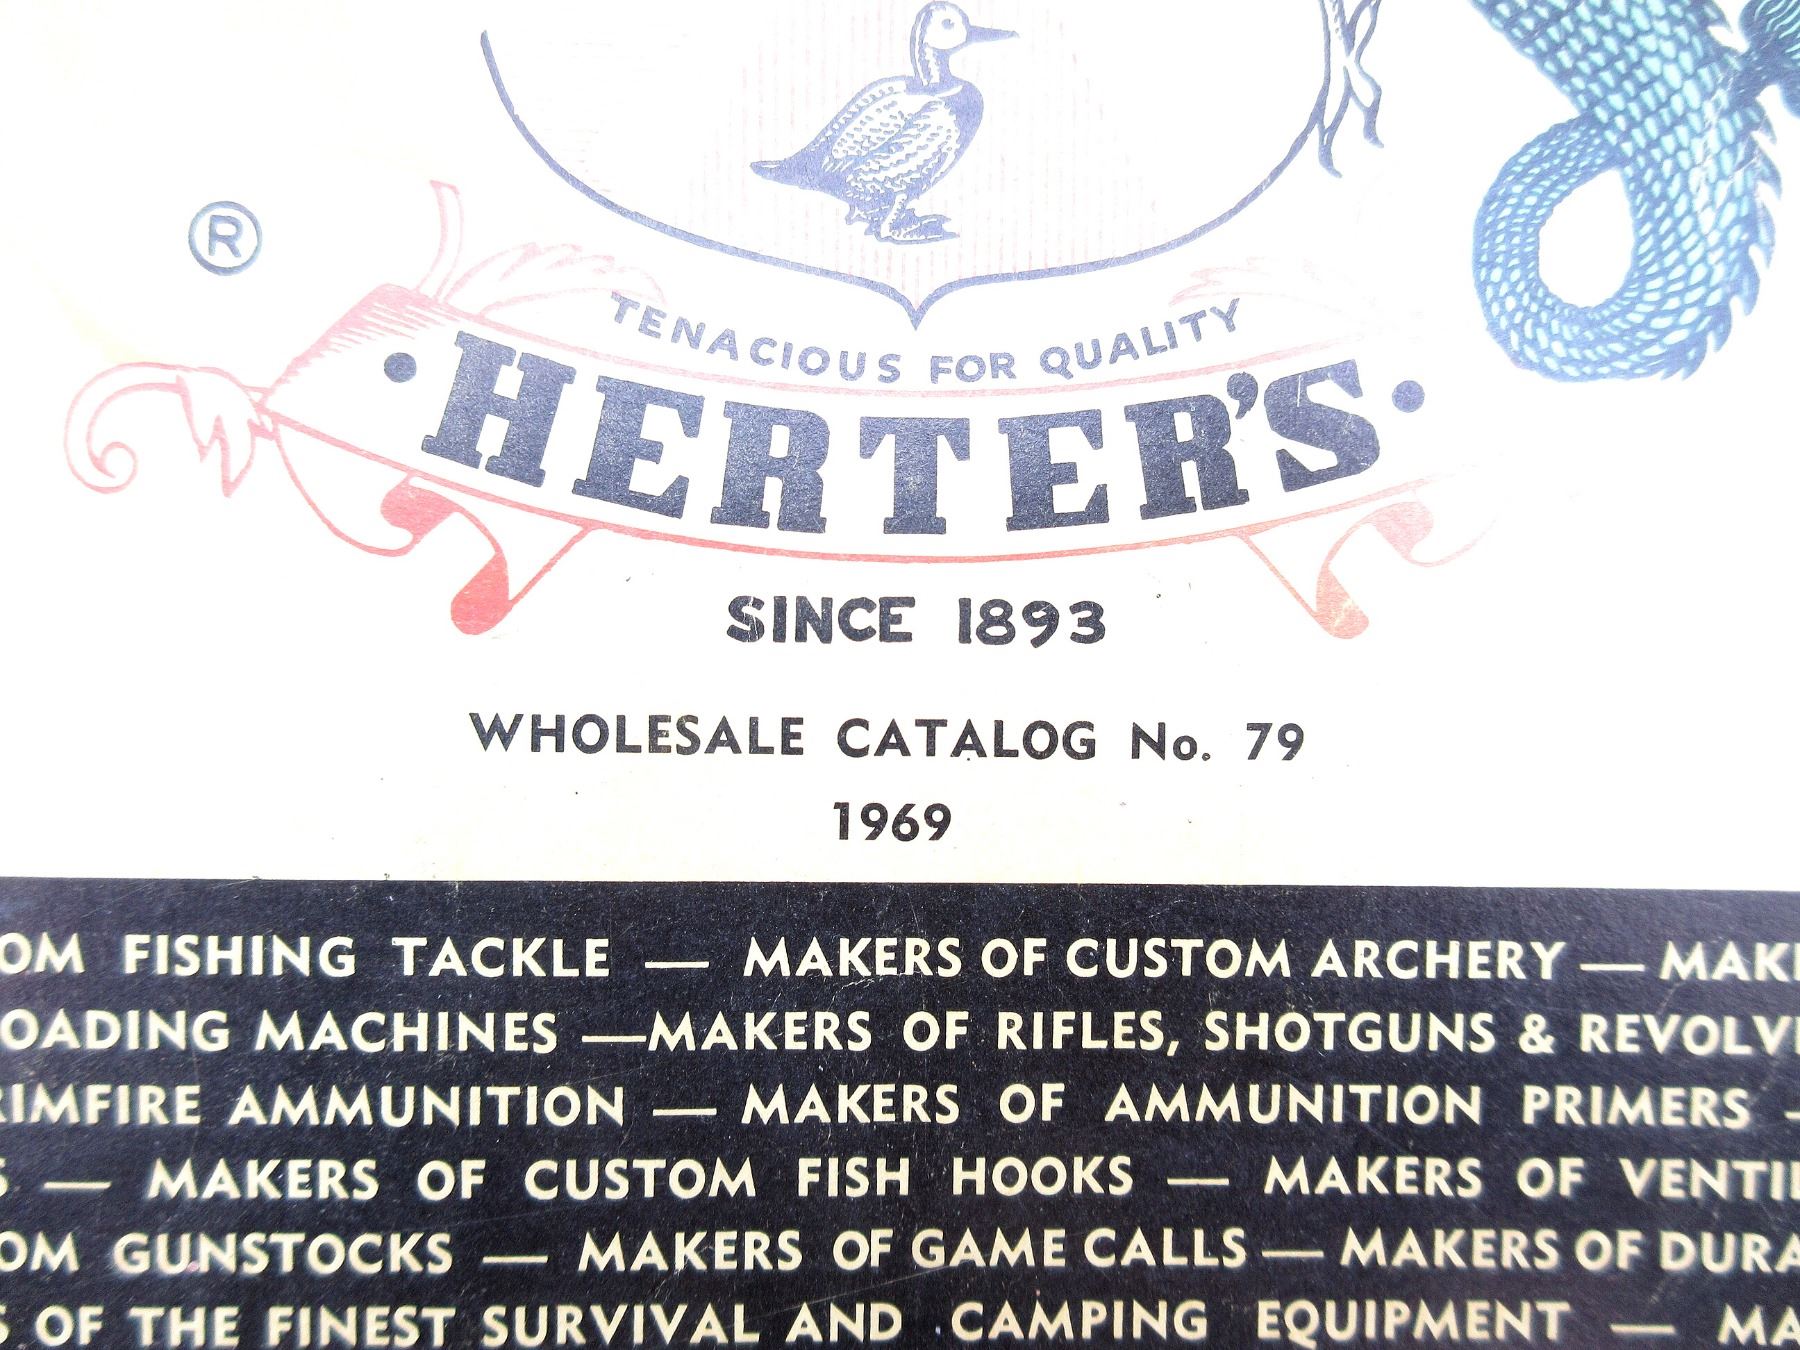 ®
TENACIOUS FOR QUALITY
• HERTER'S •
SINCE 1893
WHOLESALE CATALOG No. 79
1969
OM FISHING TACKLE — MAKERS OF CUSTOM ARCHERY — MAK
OADING MACHINES —MAKERS OF RIFLES, SHOTGUNS & REVOLV
RIMFIRE AMMUNITION — MAKERS OF AMMUNITION PRIMERS —
S — MAKERS OF CUSTOM FISH HOOKS — MAKERS OF VENTIL
OM GUNSTOCKS — MAKERS OF GAME CALLS — MAKERS OF DURA
S OF THE FINEST SURVIVAL AND CAMPING EQUIPMENT — MA